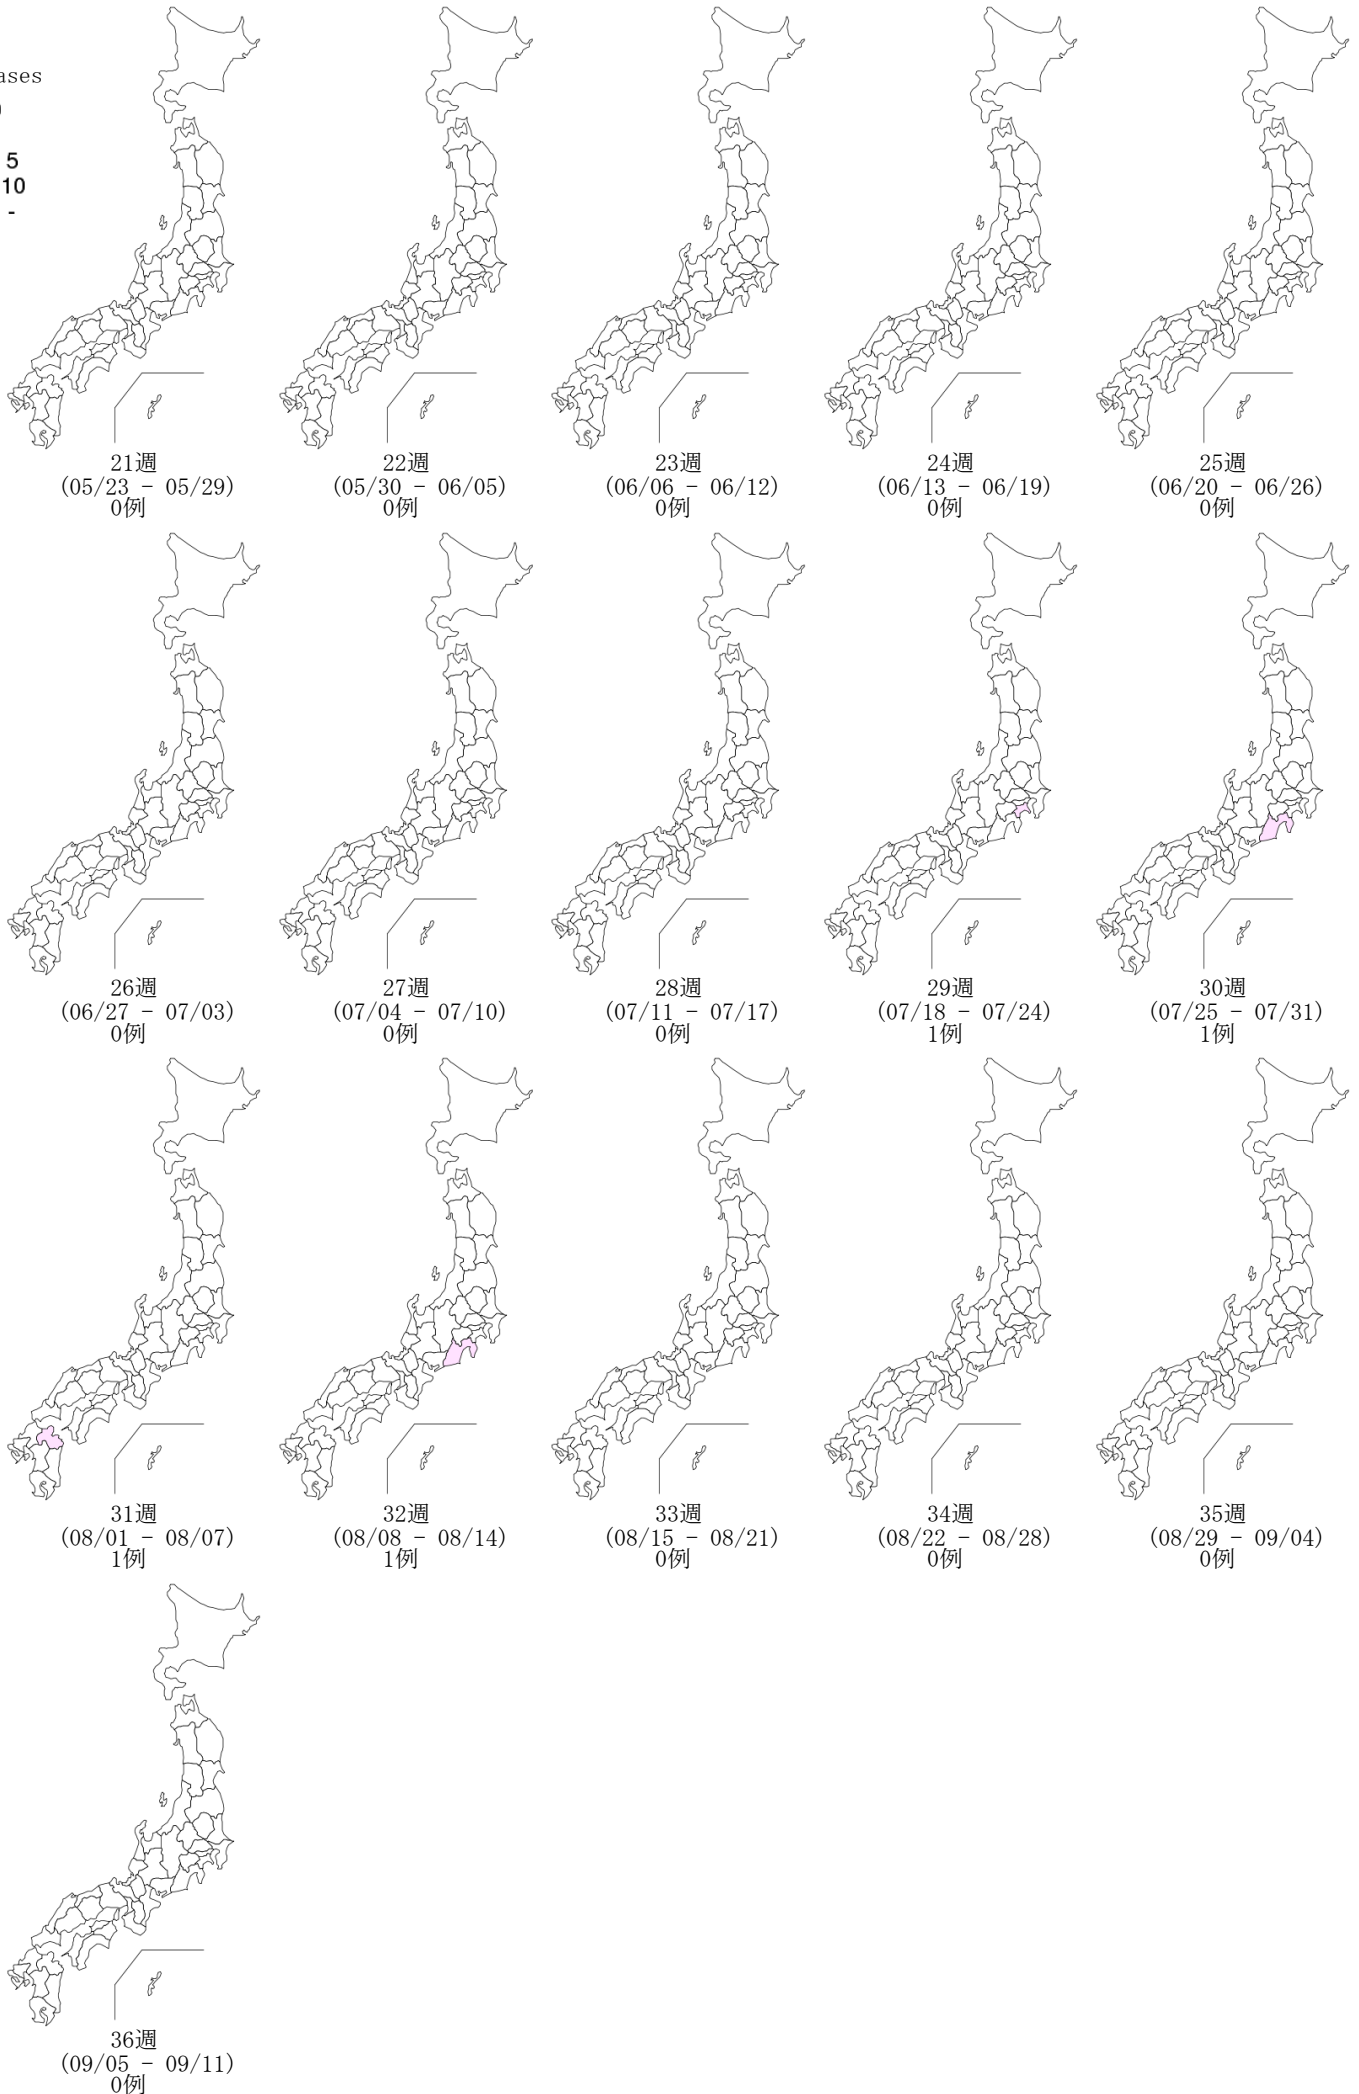 5
10
-
21週
(05/23 - 05/29)
0例
22週
(05/30 - 06/05)
0例
23週
(06/06 - 06/12)
0例
24週
(06/13 - 06/19)
0例
25週
(06/20 - 06/26)
0例
26週
(06/27 - 07/03)
0例
27週
(07/04 - 07/10)
0例
28週
(07/11 - 07/17)
0例
29週
(07/18 - 07/24)
1例
30週
(07/25 - 07/31)
1例
31週
(08/01 - 08/07)
1例
32週
(08/08 - 08/14)
1例
33週
(08/15 - 08/21)
0例
34週
(08/22 - 08/28)
0例
35週
(08/29 - 09/04)
0例
36週
(09/05 - 09/11)
0例